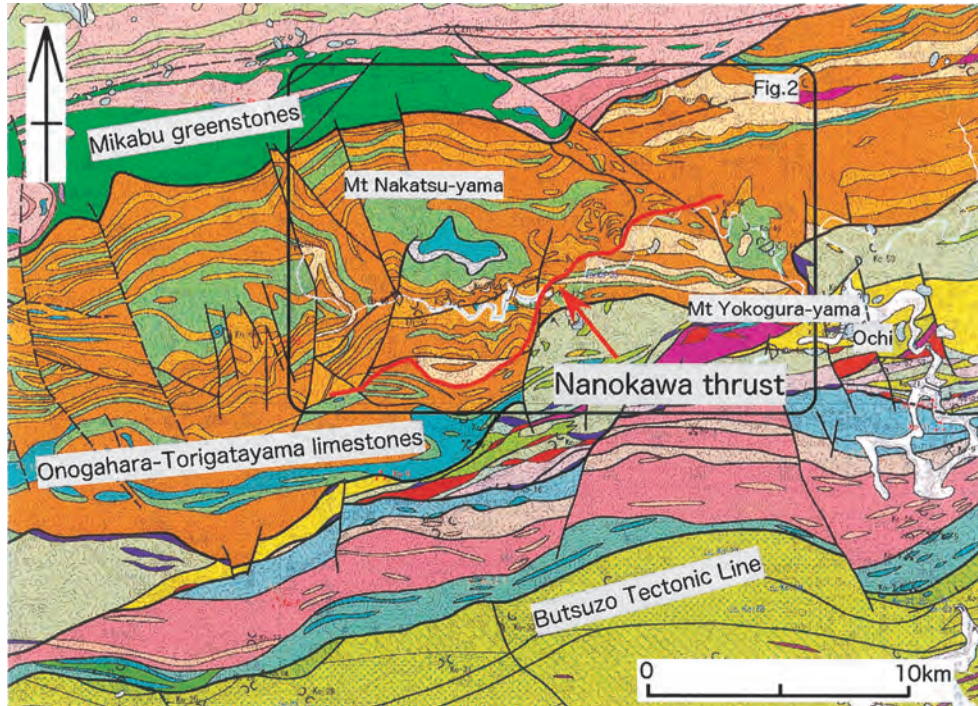 Fig.2
Mikabu greenstones
Mt Nakatsu-yama
Mt Yokogura-yama
Ochi
Nanokawa thrust
Onogahara-Torigatayama limestones
Butsuzo Tectonic Line
0
10km